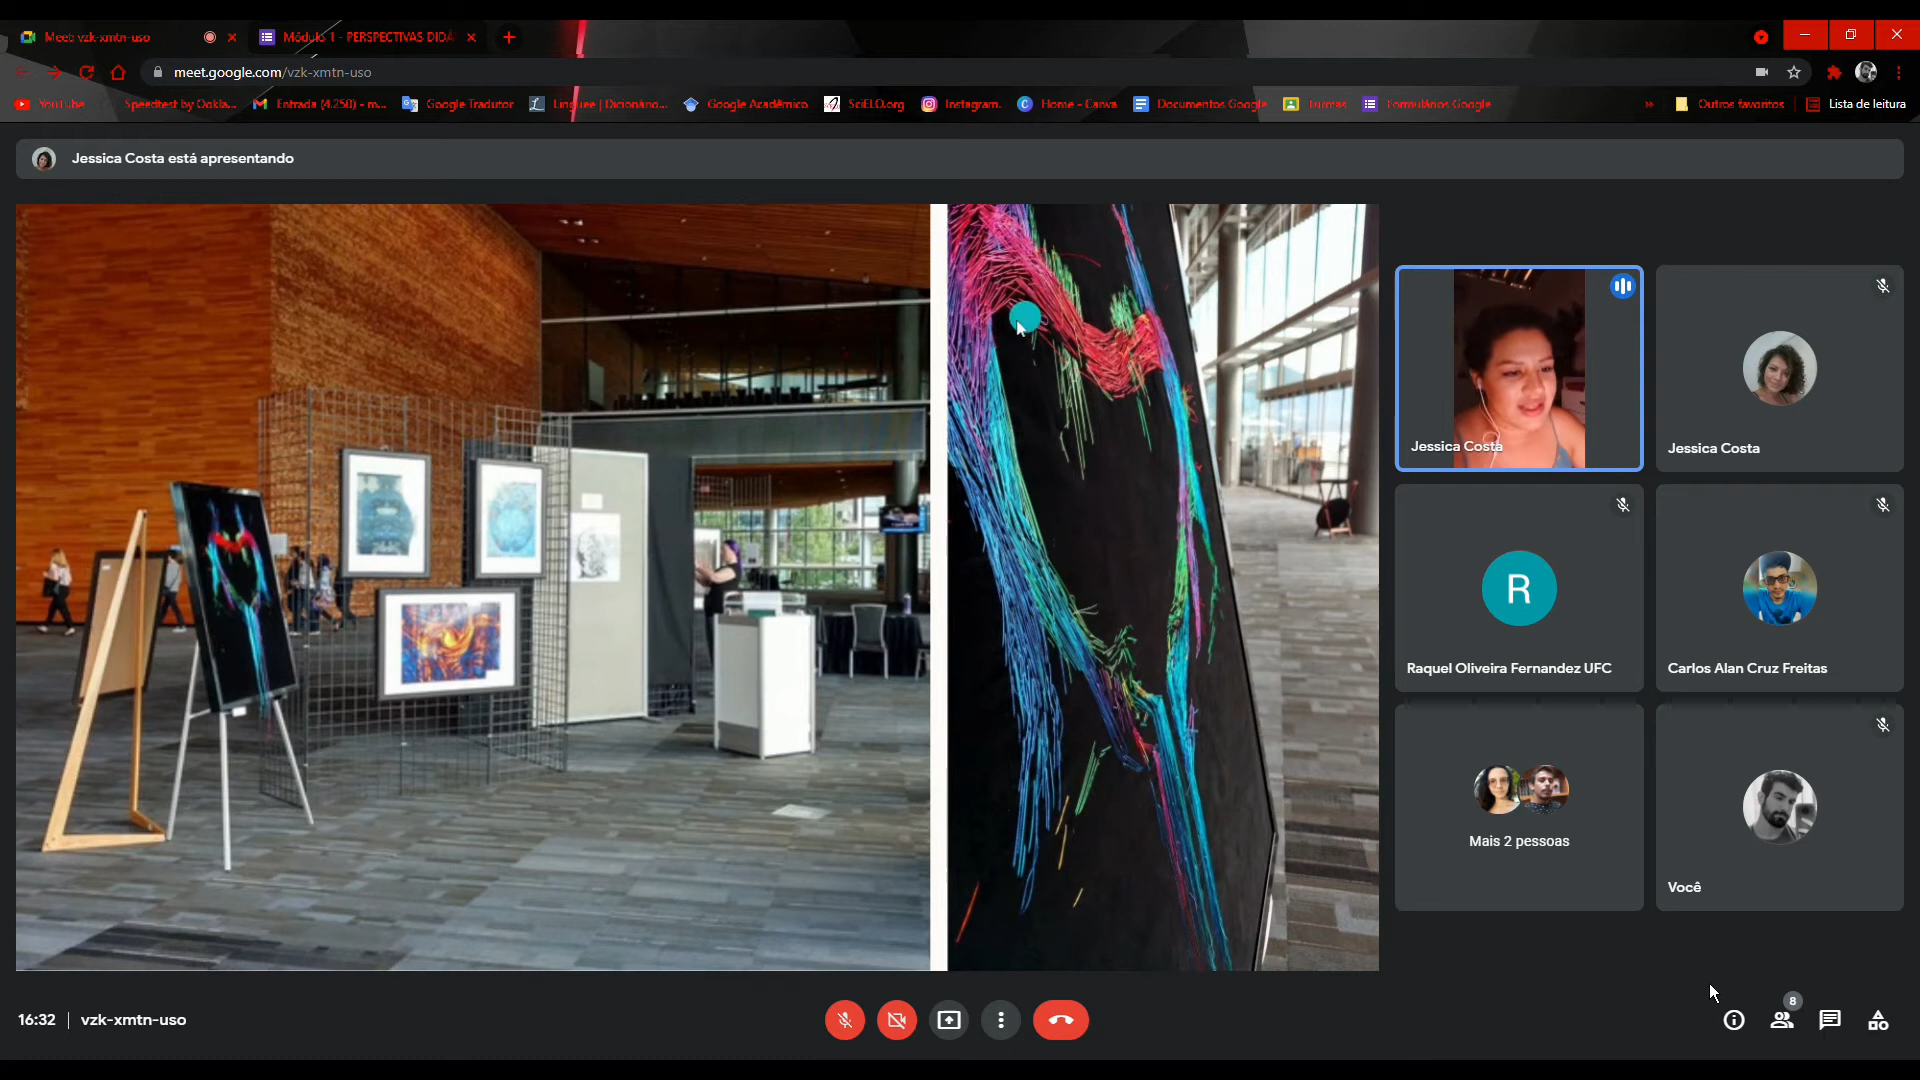 Meet: vzk-xmtn-uso
Módulo 1 - PERSPECTIVAS DIDÁ
meet.google.com/vzk-xmtn-uso
YouTube
Speedtest by Ookla...
Entrada (4.250) - m...
Google Tradutor
Linguee | Dicionário...
Google Acadêmico
SciELO.org
Instagram.
Home - Canva
Documentos Google
Turmas
Formulários Google
»
Outros favoritos
Lista de leitura
Jessica Costa está apresentando
Jessica Costa
Jessica Costa
R
Raquel Oliveira Fernandez UFC
Carlos Alan Cruz Freitas
Mais 2 pessoas
Você
16:32 | vzk-xmtn-uso
8